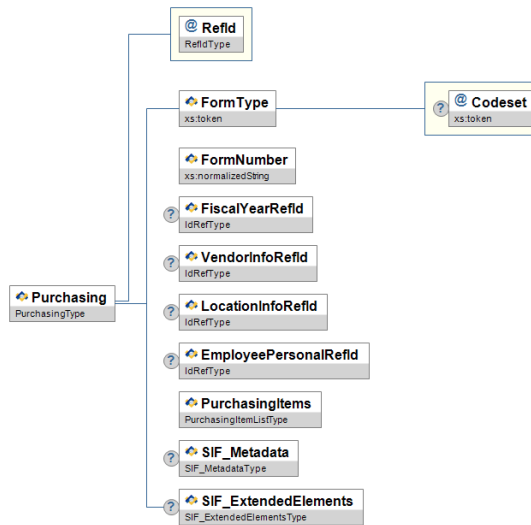 @ RefId
RefIdType
FormType
xs:token
? @ Codeset
xs:token
FormNumber
xs:normalizedString
? FiscalYearRefId
IdRefType
? VendorInfoRefId
IdRefType
Purchasing
PurchasingType
? LocationInfoRefId
IdRefType
? EmployeePersonalRefId
IdRefType
PurchasingItems
PurchasingItemListType
? SIF_Metadata
SIF_MetadataType
? SIF_ExtendedElements
SIF_ExtendedElementsType